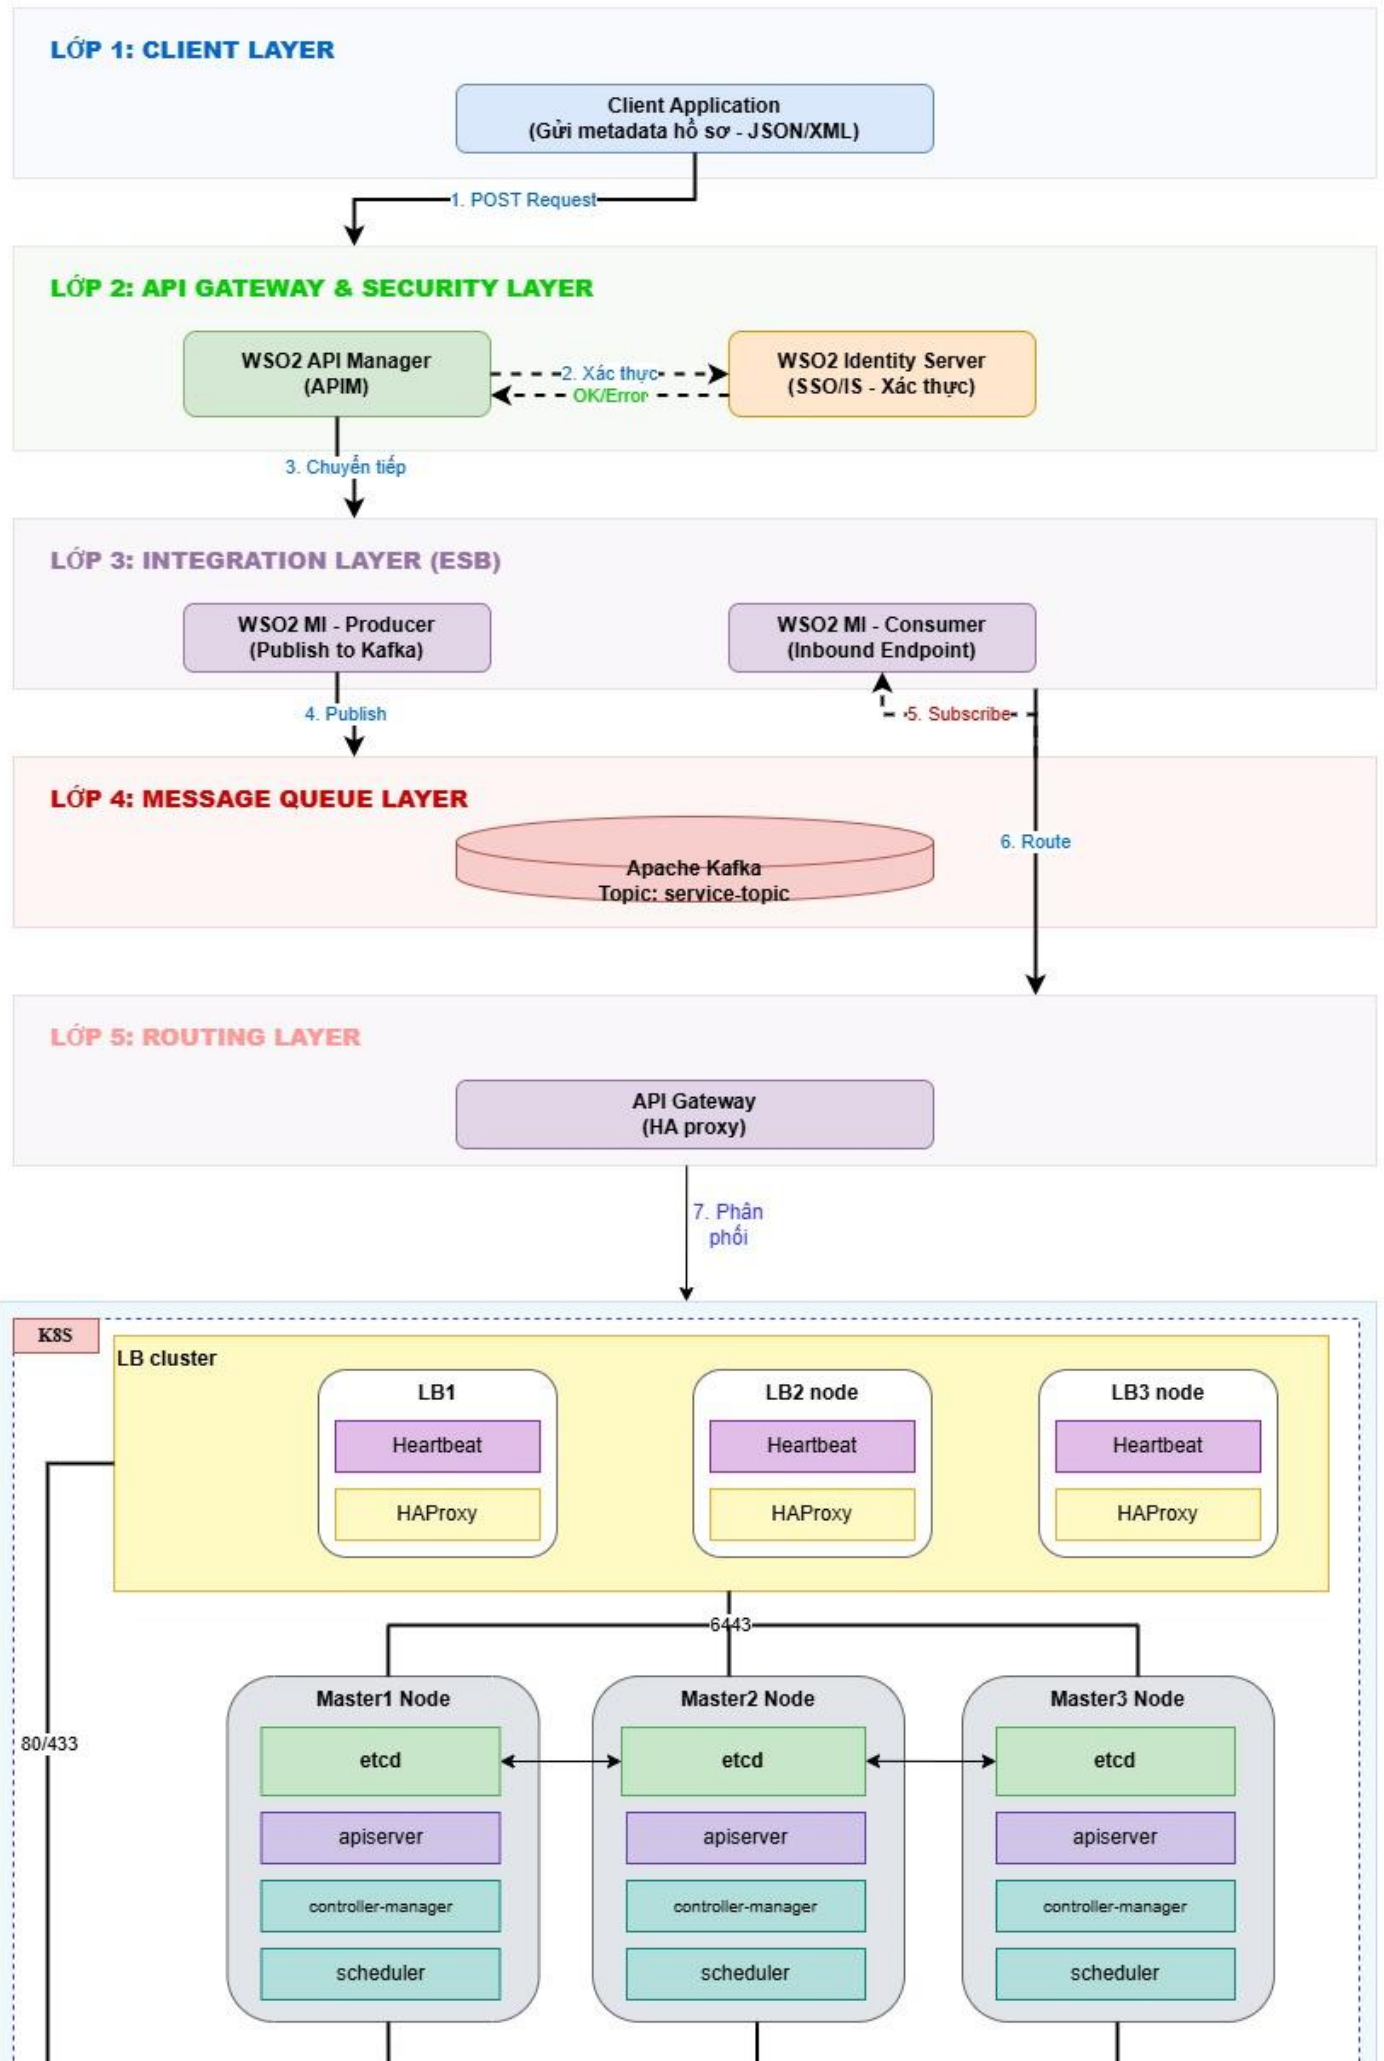 LỚP 1: CLIENT LAYER
Client Application
(Gửi metadata hồ sơ - JSON/XML)
1. POST Request
LỚP 2: API GATEWAY & SECURITY LAYER
WSO2 API Manager
(APIM)
2. Xác thực
OK/Error
WSO2 Identity Server
(SSO/IS - Xác thực)
3. Chuyển tiếp
LỚP 3: INTEGRATION LAYER (ESB)
WSO2 MI - Producer
(Publish to Kafka)
WSO2 MI - Consumer
(Inbound Endpoint)
4. Publish
5. Subscribe
LỚP 4: MESSAGE QUEUE LAYER
Apache Kafka
Topic: service-topic
6. Route
LỚP 5: ROUTING LAYER
API Gateway
(HA proxy)
7. Phân
phối
K8S
LB cluster
LB1
Heartbeat
HAProxy
LB2 node
Heartbeat
HAProxy
LB3 node
Heartbeat
HAProxy
6443
80/433
Master1 Node
etcd
apiserver
controller-manager
scheduler
Master2 Node
etcd
apiserver
controller-manager
scheduler
Master3 Node
etcd
apiserver
controller-manager
scheduler